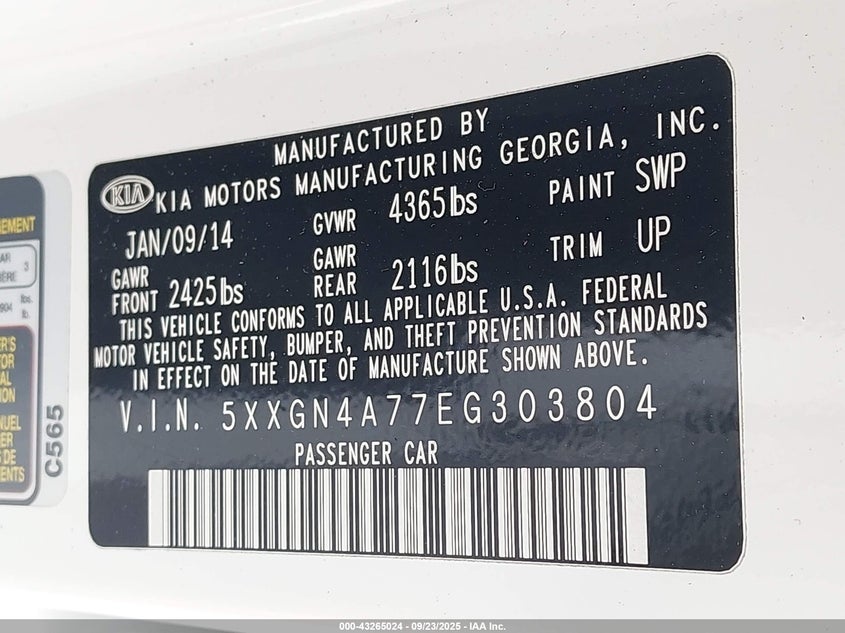 MANUFACTURED BY
KIA KIA MOTORS MANUFACTURING GEORGIA, INC.
JAN/09/14 GVWR 4365lbs PAINT SWP
GAWR FRONT 2425lbs GAWR REAR 2116lbs TRIM UP
THIS VEHICLE CONFORMS TO ALL APPLICABLE U.S.A. FEDERAL
MOTOR VEHICLE SAFETY, BUMPER, AND THEFT PREVENTION STANDARDS
IN EFFECT ON THE DATE OF MANUFACTURE SHOWN ABOVE.
V.I.N. 5XXGN4A77EG303804
PASSENGER CAR
C565
000-43265024 - 09/23/2025 - IAA Inc.